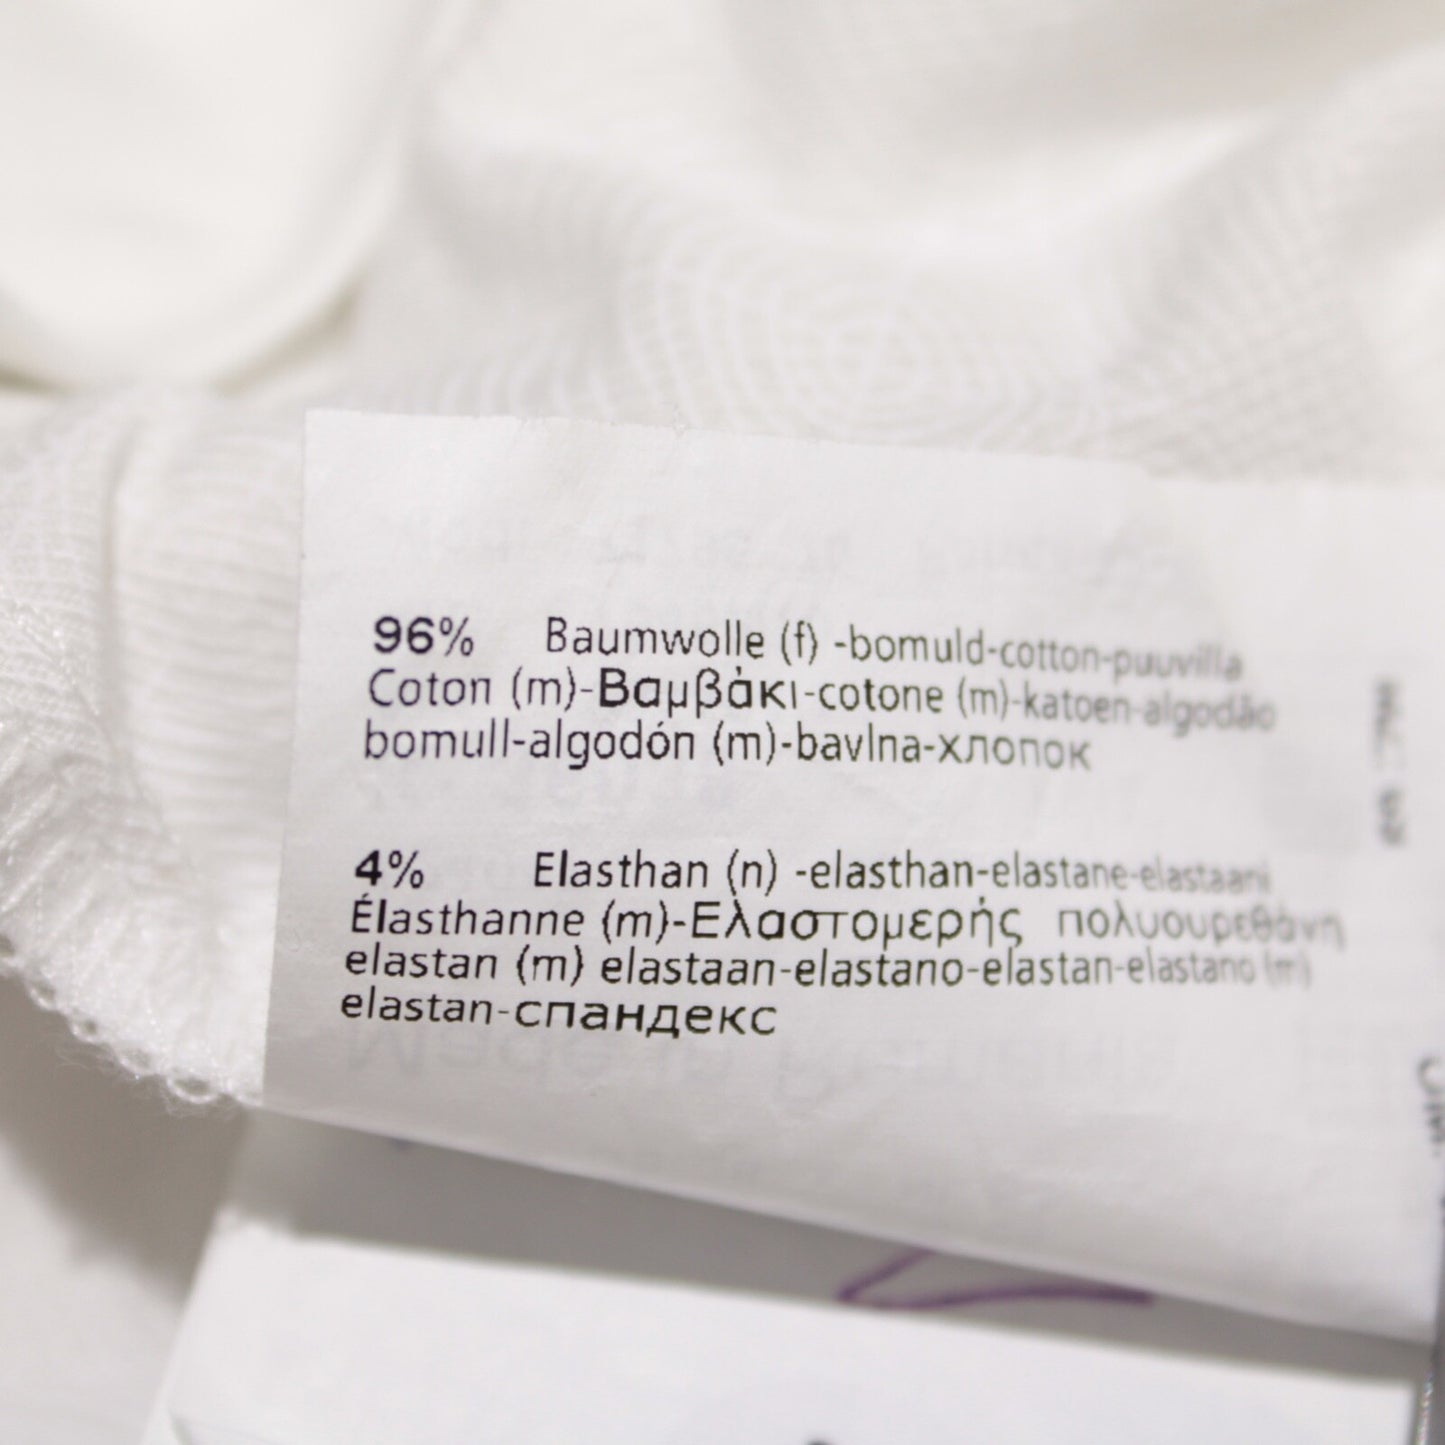 96% Baumwolle (f) -bomuld-cotton-puuvilla
Coton (m)-Βαμβάκι-cotone (m)-katoen-algodão
bomull-algodón (m)-bavlna-хлопок
4% Elasthan (n) -elasthan-elastane-elastaani
Élasthanne (m)-Ελαστομερής πολυουρεθάνη
elastan (m) elastaan-elastano-elastan-elastano (m)
elastan-спандекс